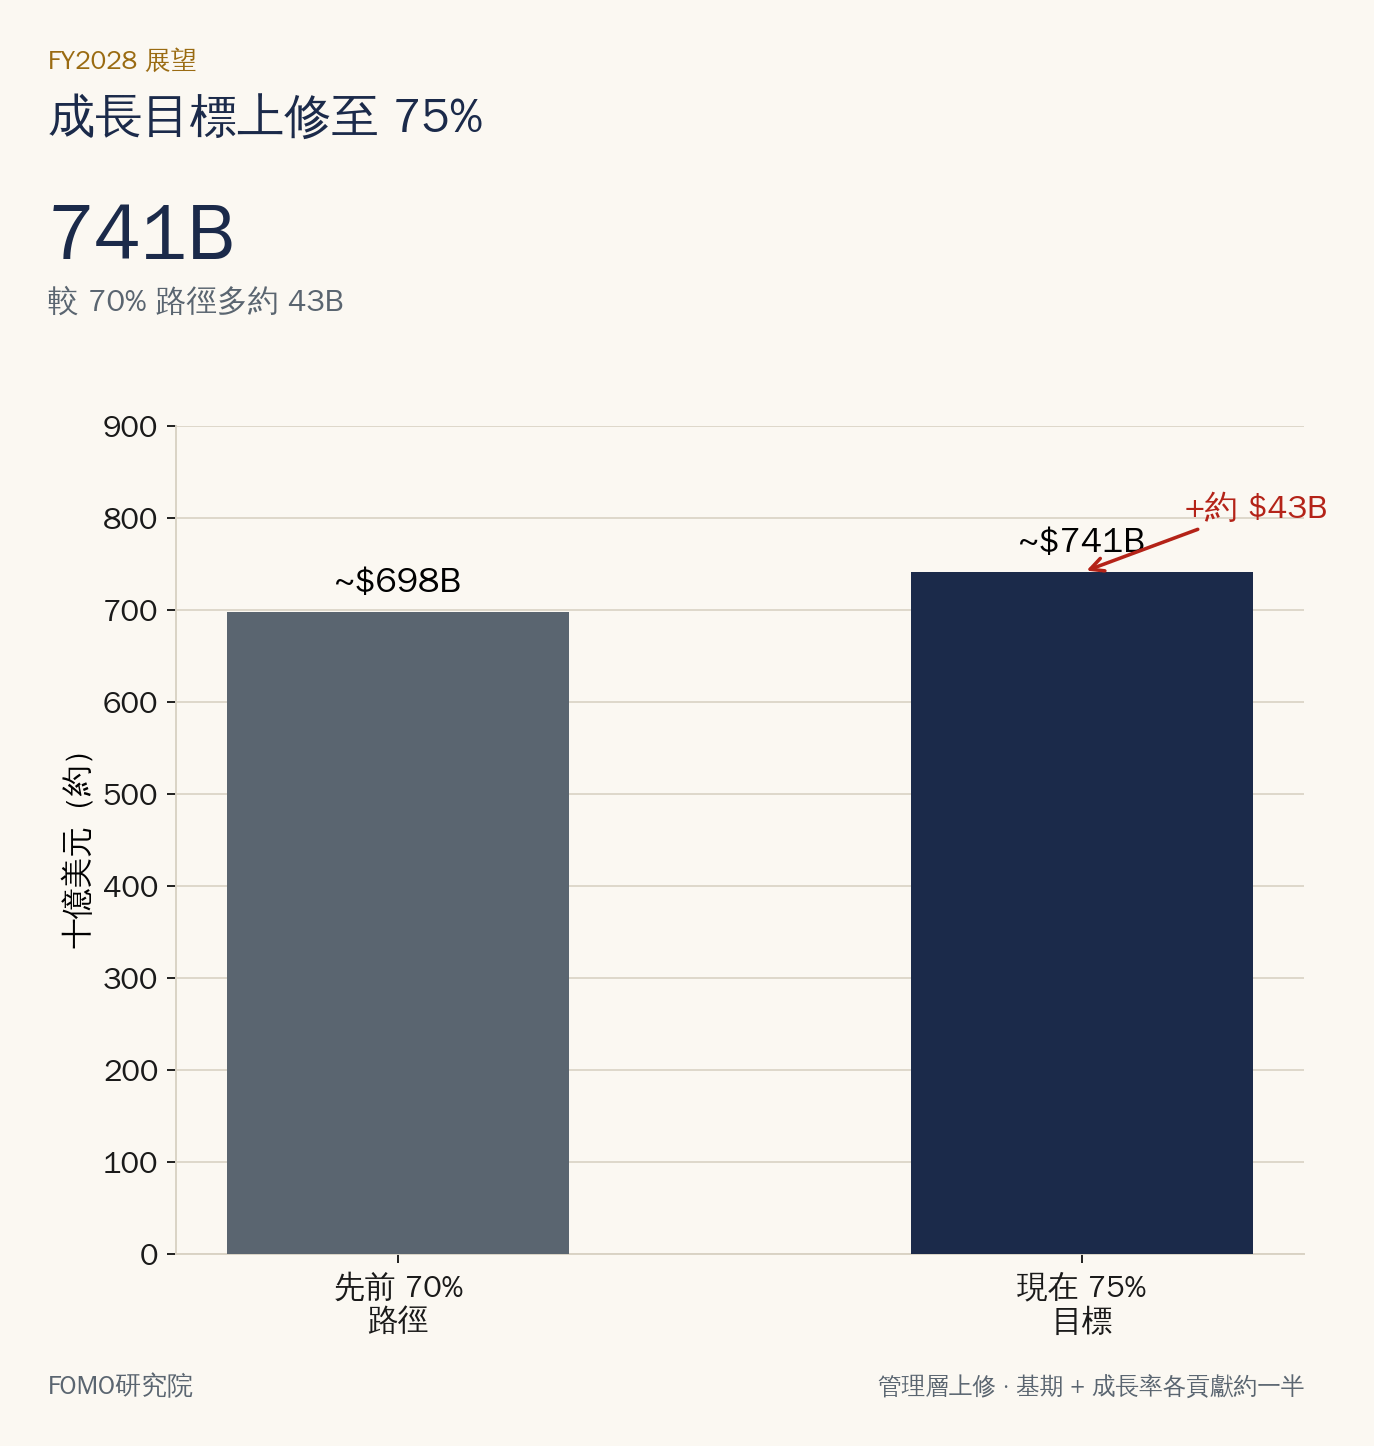 FY2028 展望
成長目標上修至 75%
741B
較 70% 路徑多約 43B
900
800
700
600
500
400
300
200
100
0
十億美元（約）
~$698B
~$741B
+約 $43B
先前 70%
路徑
現在 75%
目標
FOMO研究院
管理層上修 · 基期 + 成長率各貢獻約一半